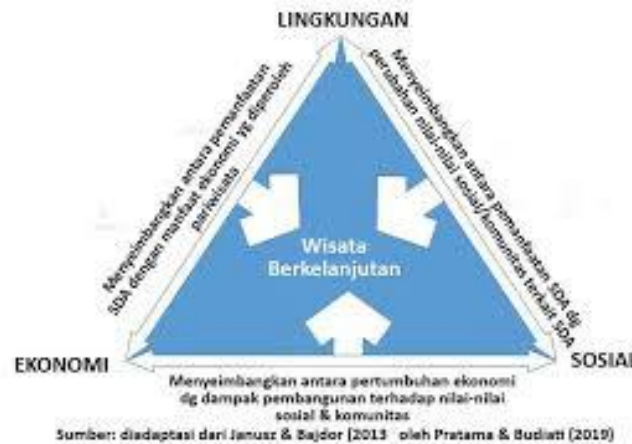 LINGKUNGAN
Menyeimbangkan antara pemanfaatan
SDA dengan manfaat ekonomi yg diperoleh
pariwisata
Menyeimbangkan antara pemanfaatan SDA dg
perubahan nilai-nilai sosial/komunitas terkait SDA
Wisata
Berkelanjutan
EKONOMI
SOSIAL
Menyeimbangkan antara pertumbuhan ekonomi
dg dampak pembangunan terhadap nilai-nilai
sosial & komunitas
Sumber: diadaptasi dari Janusz & Bajdor (2013 oleh Pratama & Budiati (2019)